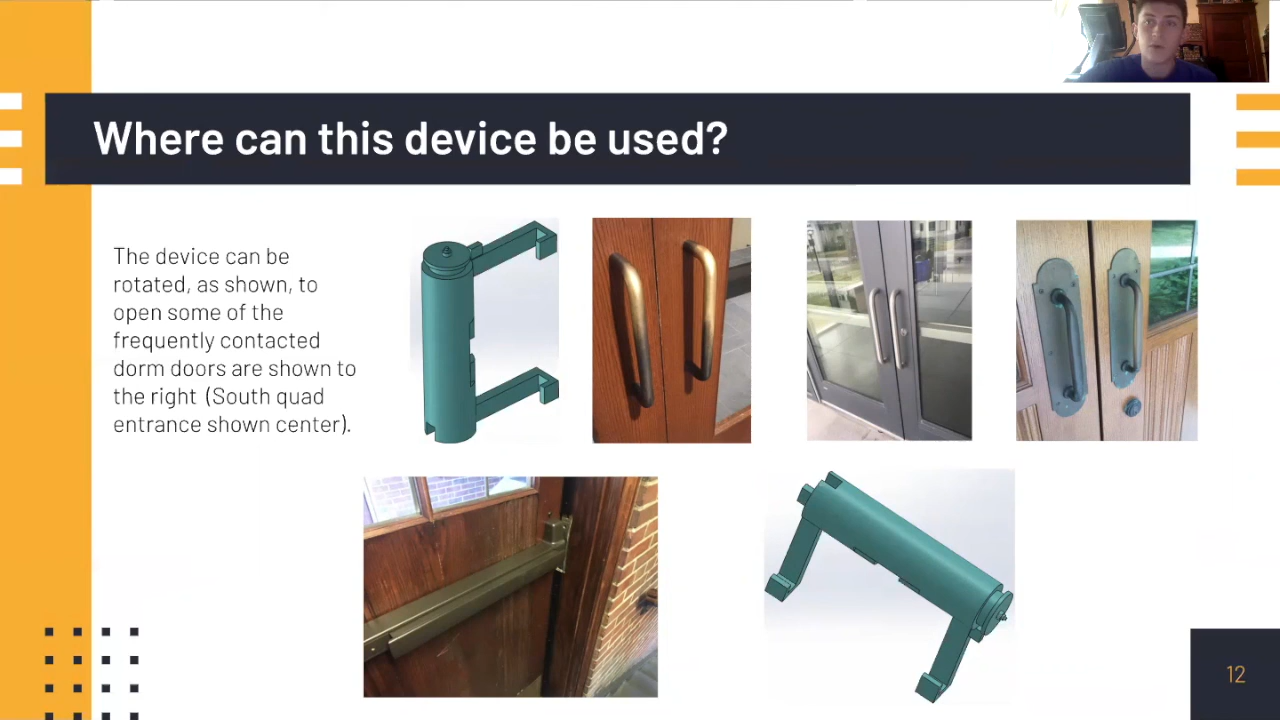 Where can this device be used?
The device can be
rotated, as shown, to
open some of the
frequently contacted
dorm doors are shown to
the right (South quad
entrance shown center).
12